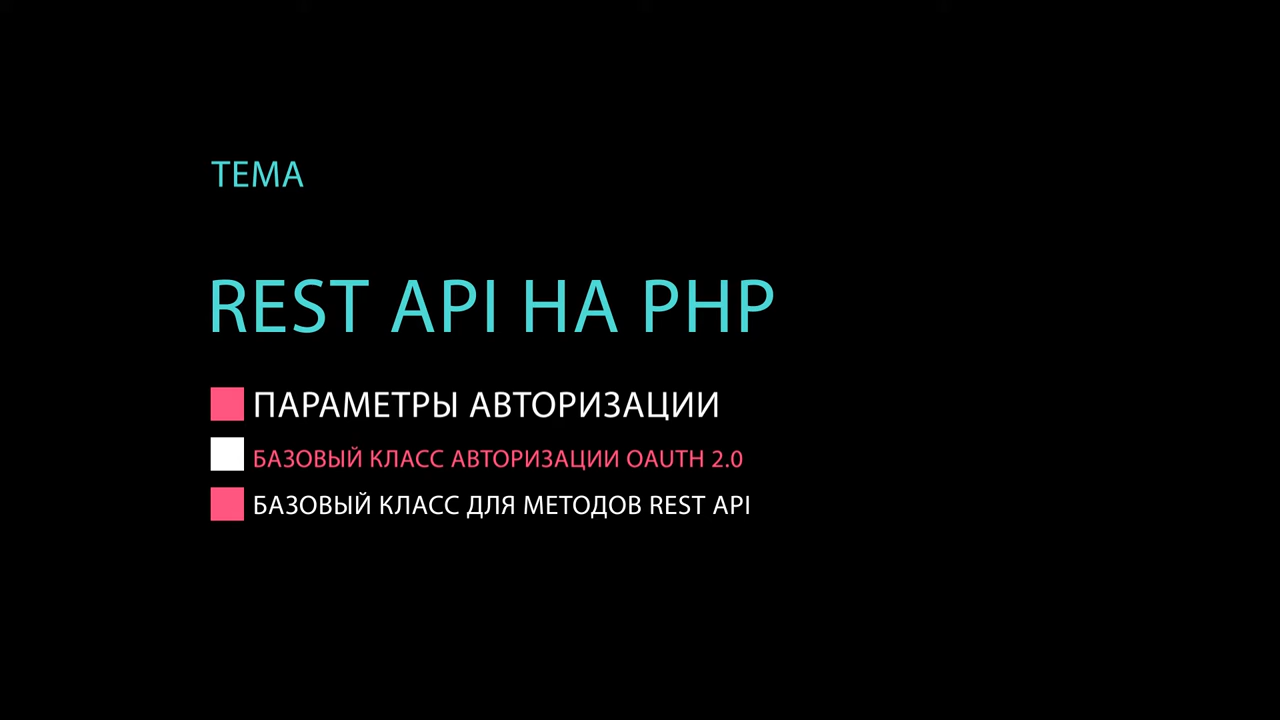 ТЕМА
REST API НА PHP
ПАРАМЕТРЫ АВТОРИЗАЦИИ
БАЗОВЫЙ КЛАСС АВТОРИЗАЦИИ OAUTH 2.0
БАЗОВЫЙ КЛАСС ДЛЯ МЕТОДОВ REST API